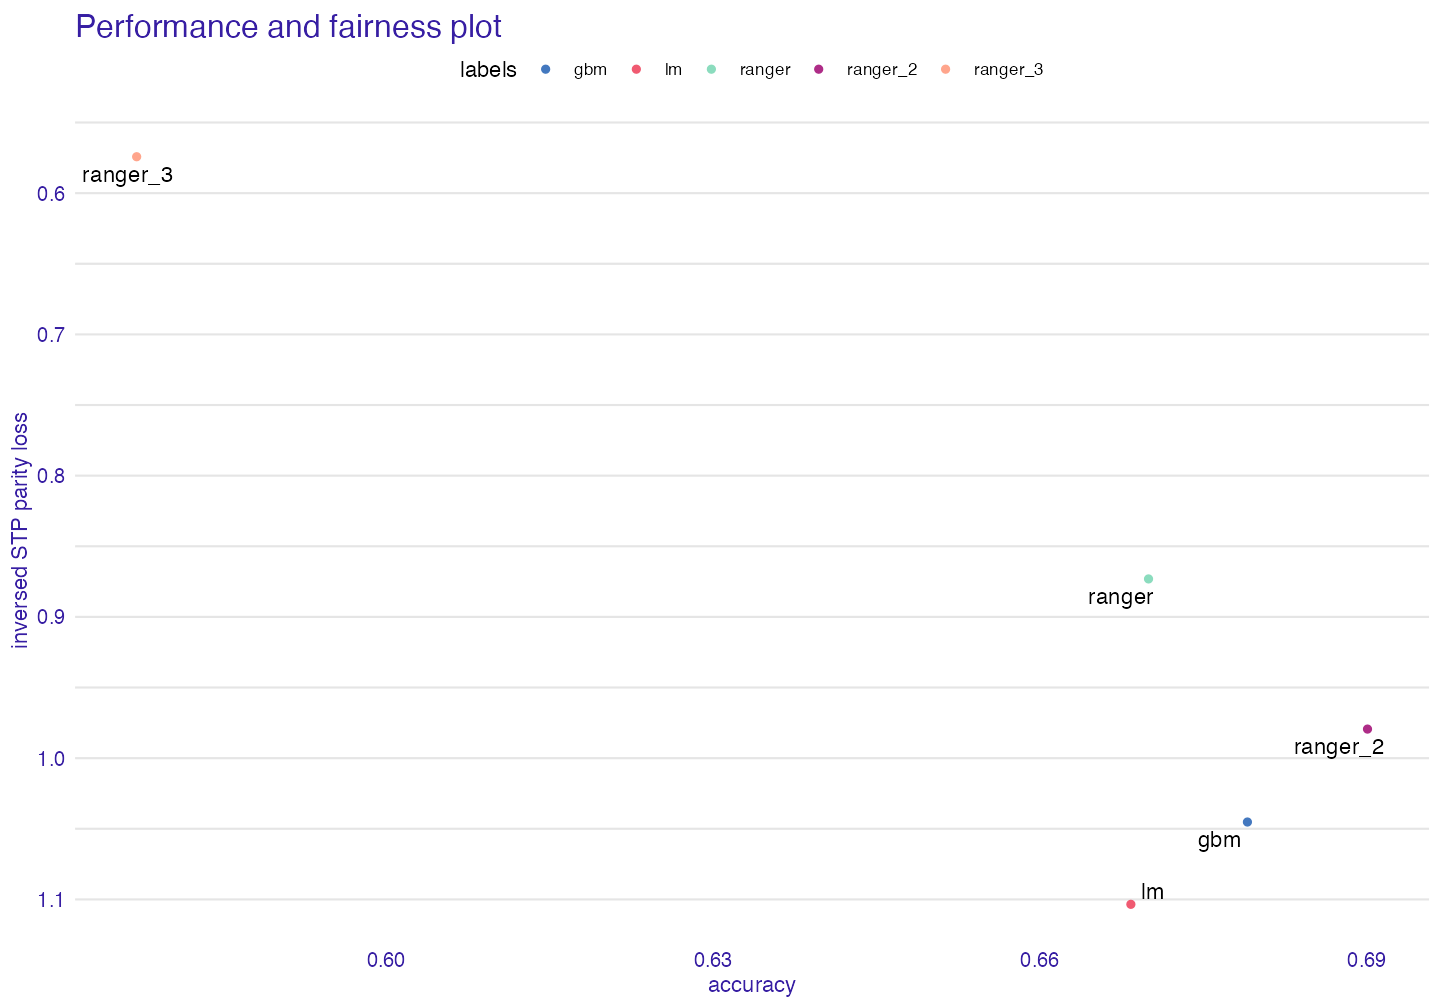 Performance and fairness plot
labels gbm lm ranger ranger_2 ranger_3
ranger_3
0.6
0.7
0.8
ranger
0.9
ranger_2
1.0
gbm
lm
1.1
inversed STP parity loss
0.60 0.63 0.66 0.69
accuracy